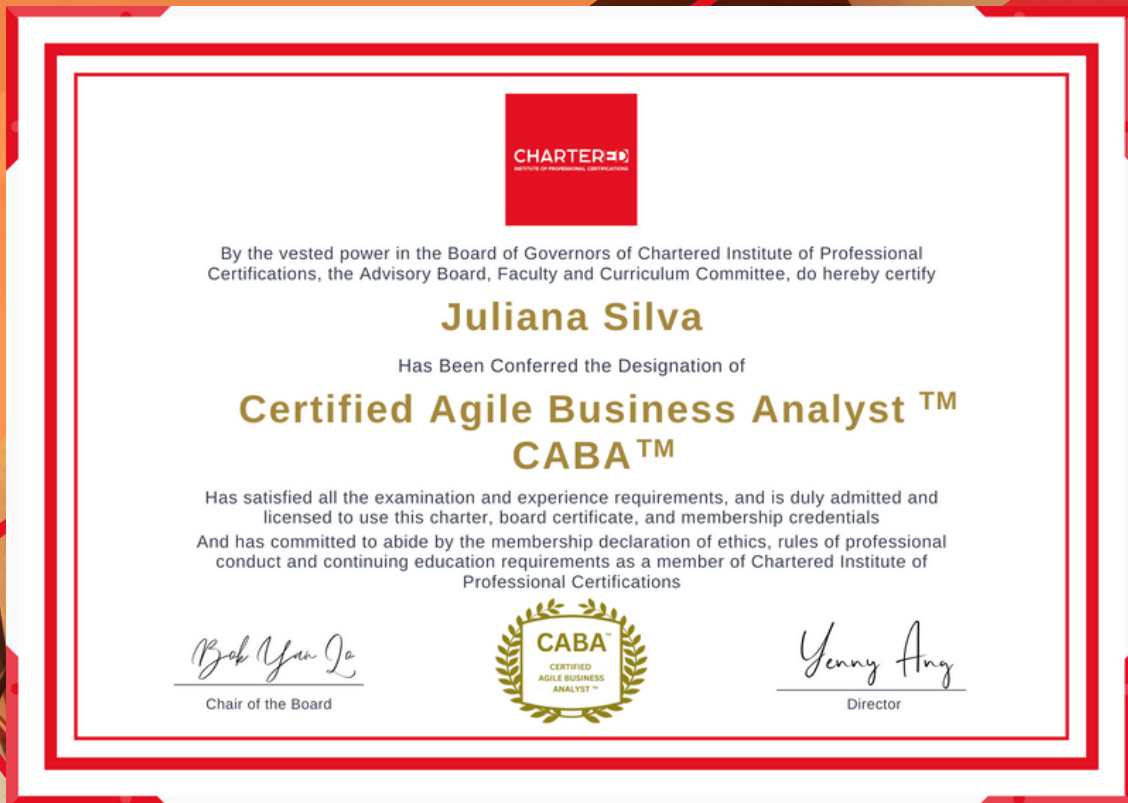 CHARTERED
INSTITUTE OF PROFESSIONAL CERTIFICATIONS
By the vested power in the Board of Governors of Chartered Institute of Professional
Certifications, the Advisory Board, Faculty and Curriculum Committee, do hereby certify
Juliana Silva
Has Been Conferred the Designation of
Certified Agile Business Analyst ™
CABA™
Has satisfied all the examination and experience requirements, and is duly admitted and
licensed to use this charter, board certificate, and membership credentials
And has committed to abide by the membership declaration of ethics, rules of professional
conduct and continuing education requirements as a member of Chartered Institute of
Professional Certifications
Bok Yan Lo
Chair of the Board
CABA™
CERTIFIED
AGILE BUSINESS
ANALYST ™
Yenny Ang
Director